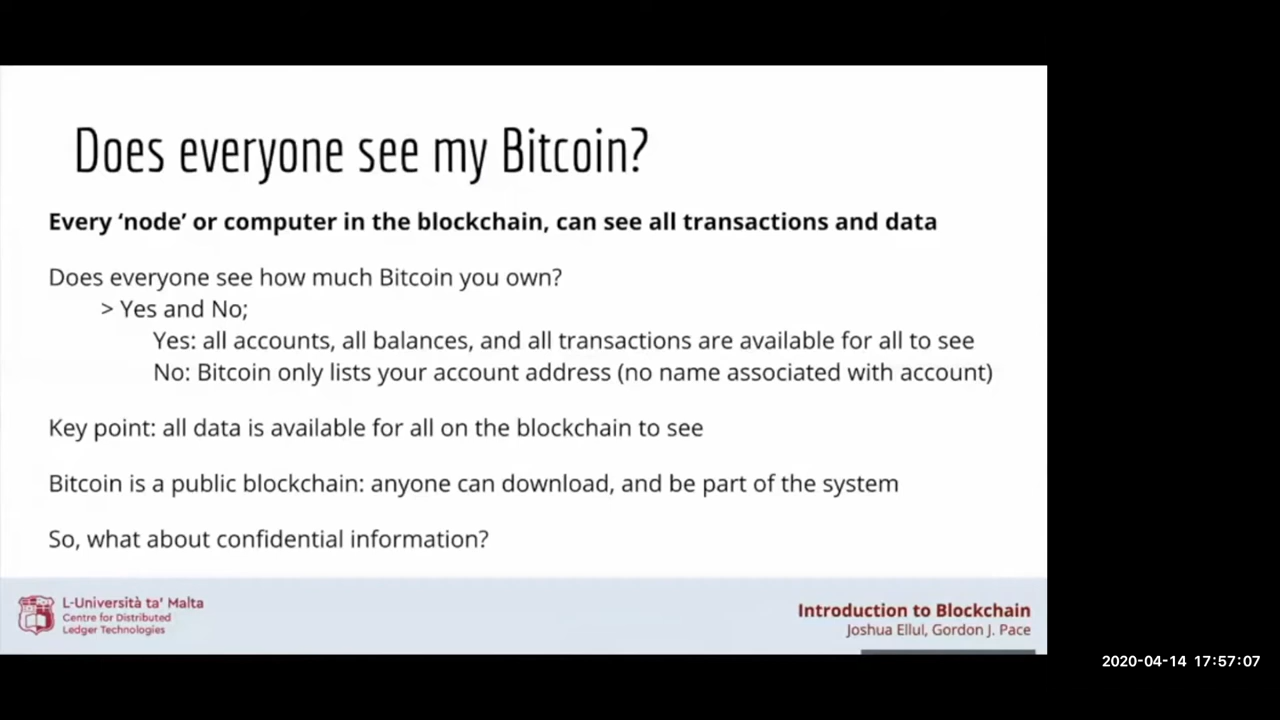 Does everyone see my Bitcoin?
Every ‘node’ or computer in the blockchain, can see all transactions and data
Does everyone see how much Bitcoin you own?
> Yes and No;
Yes: all accounts, all balances, and all transactions are available for all to see
No: Bitcoin only lists your account address (no name associated with account)
Key point: all data is available for all on the blockchain to see
Bitcoin is a public blockchain: anyone can download, and be part of the system
So, what about confidential information?
L-Università ta' Malta
Centre for Distributed
Ledger Technologies
Introduction to Blockchain
Joshua Ellul, Gordon J. Pace
2020-04-14 17:57:07